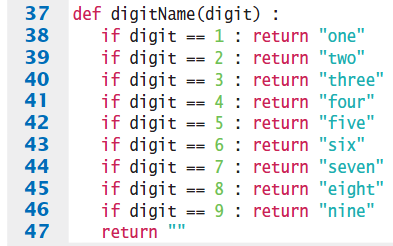 37 def digitName(digit) :
38 if digit == 1 : return "one"
39 if digit == 2 : return "two"
40 if digit == 3 : return "three"
41 if digit == 4 : return "four"
42 if digit == 5 : return "five"
43 if digit == 6 : return "six"
44 if digit == 7 : return "seven"
45 if digit == 8 : return "eight"
46 if digit == 9 : return "nine"
47 return ""